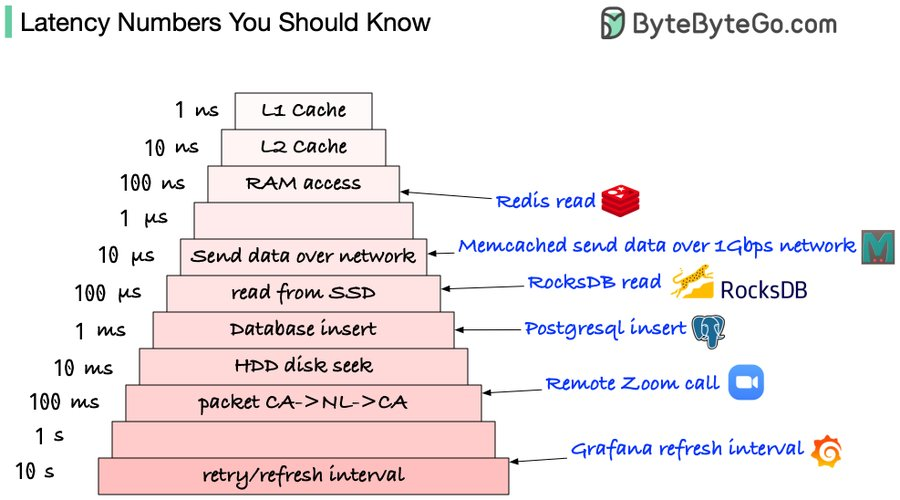 Latency Numbers You Should Know
ByteByteGo.com
1 ns L1 Cache
10 ns L2 Cache
100 ns RAM access
Redis read
1 µs
10 µs Send data over network
Memcached send data over 1Gbps network
M
100 µs read from SSD
RocksDB read
RocksDB
1 ms Database insert
Postgresql insert
10 ms HDD disk seek
100 ms packet CA->NL->CA
Remote Zoom call
1 s
10 s retry/refresh interval
Grafana refresh interval